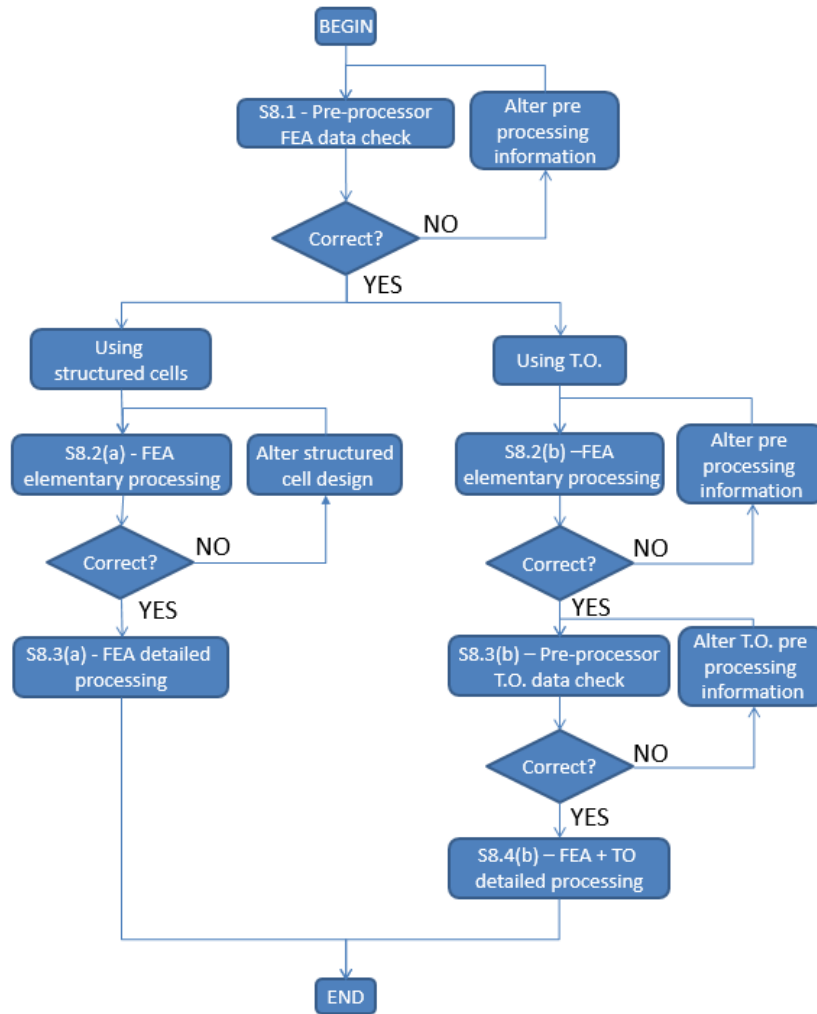 BEGIN
S8.1 - Pre-processor
FEA data check
Alter pre
processing
information
Correct?
NO
YES
Using
structured cells
Using T.O.
S8.2(a) - FEA
elementary processing
Alter structured
cell design
S8.2(b) –FEA
elementary processing
Alter pre
processing
information
Correct?
NO
Correct?
NO
YES
YES
S8.3(a) - FEA detailed
processing
S8.3(b) – Pre-processor
T.O. data check
Alter T.O. pre
processing
information
Correct?
NO
YES
S8.4(b) – FEA + TO
detailed processing
END